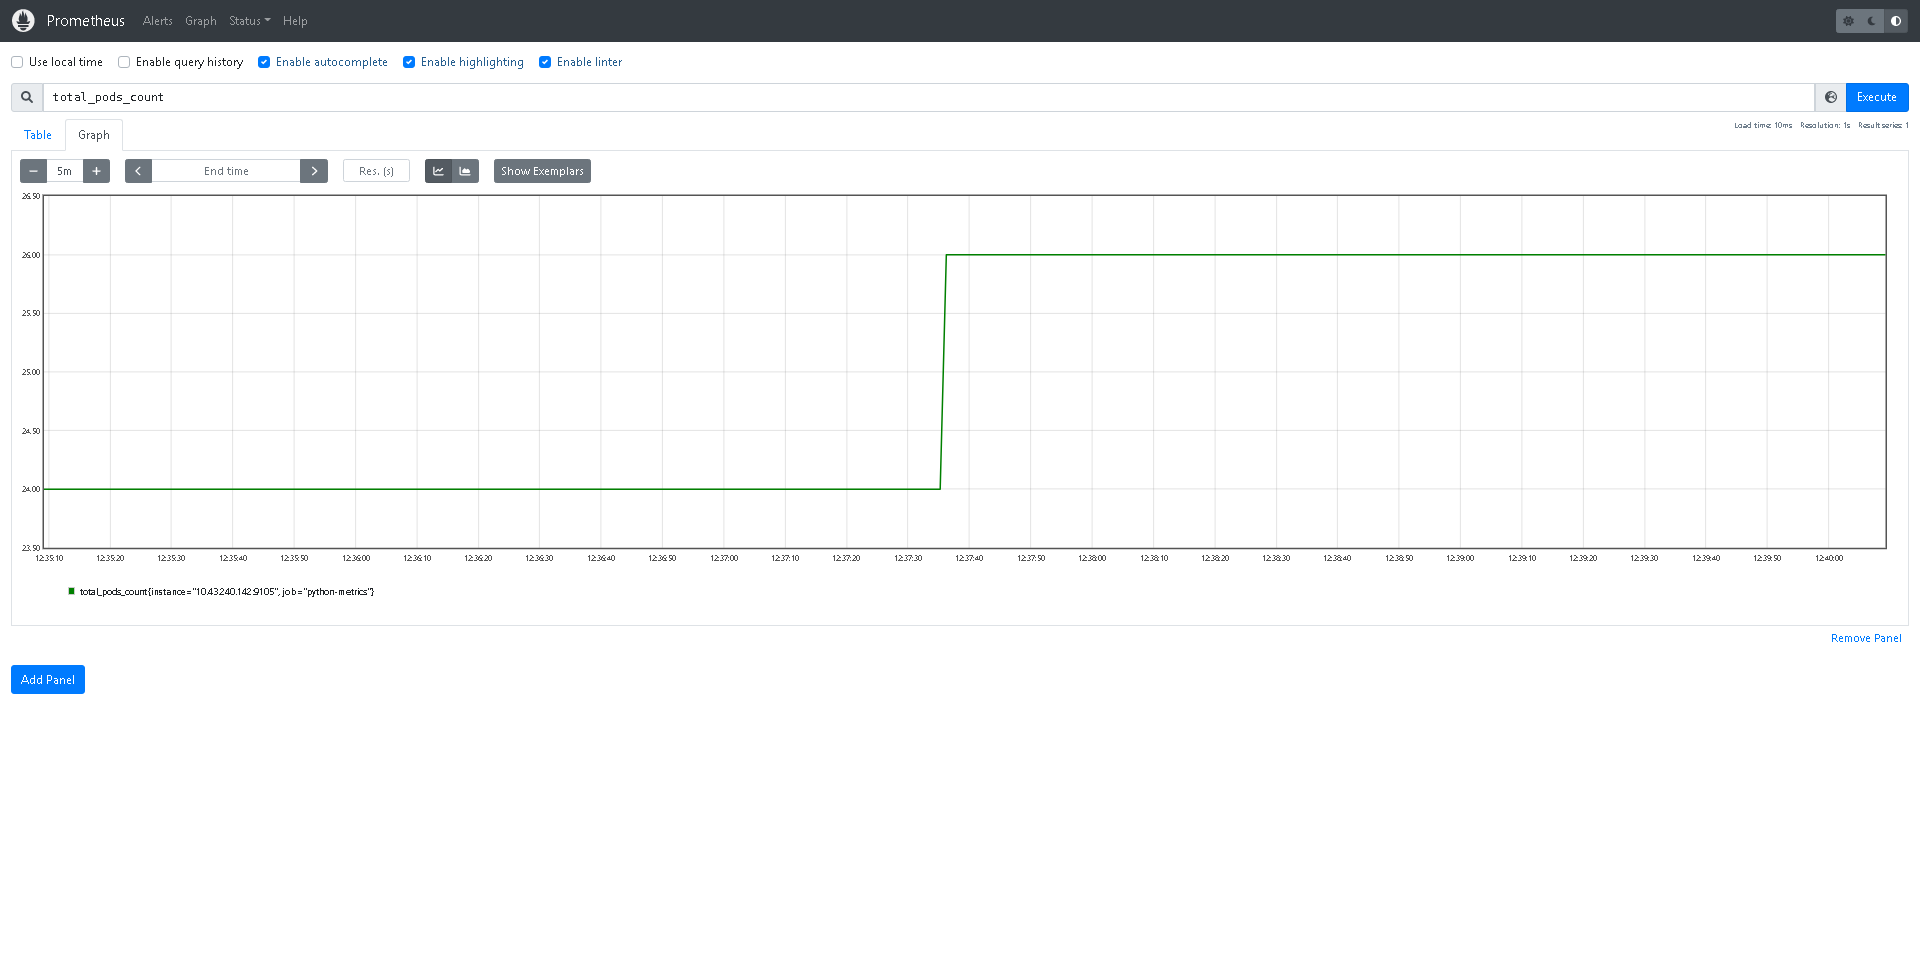 Prometheus Alerts Graph Status Help
Use local time Enable query history Enable autocomplete Enable highlighting Enable linter
total_pods_count Execute
Table Graph Load time: 10ms Resolution: 1s Result series: 1
5m End time Res. (s) Show Exemplars
26.50
26.00
25.50
25.00
24.50
24.00
23.50
12:35:10 12:35:20 12:35:30 12:35:40 12:35:50 12:36:00 12:36:10 12:36:20 12:36:30 12:36:40 12:36:50 12:37:00 12:37:10 12:37:20 12:37:30 12:37:40 12:37:50 12:38:00 12:38:10 12:38:20 12:38:30 12:38:40 12:38:50 12:39:00 12:39:10 12:39:20 12:39:30 12:39:40 12:39:50 12:40:00
total_pods_count{instance="10.43.240.142:9105", job="python-metrics"}
Remove Panel
Add Panel